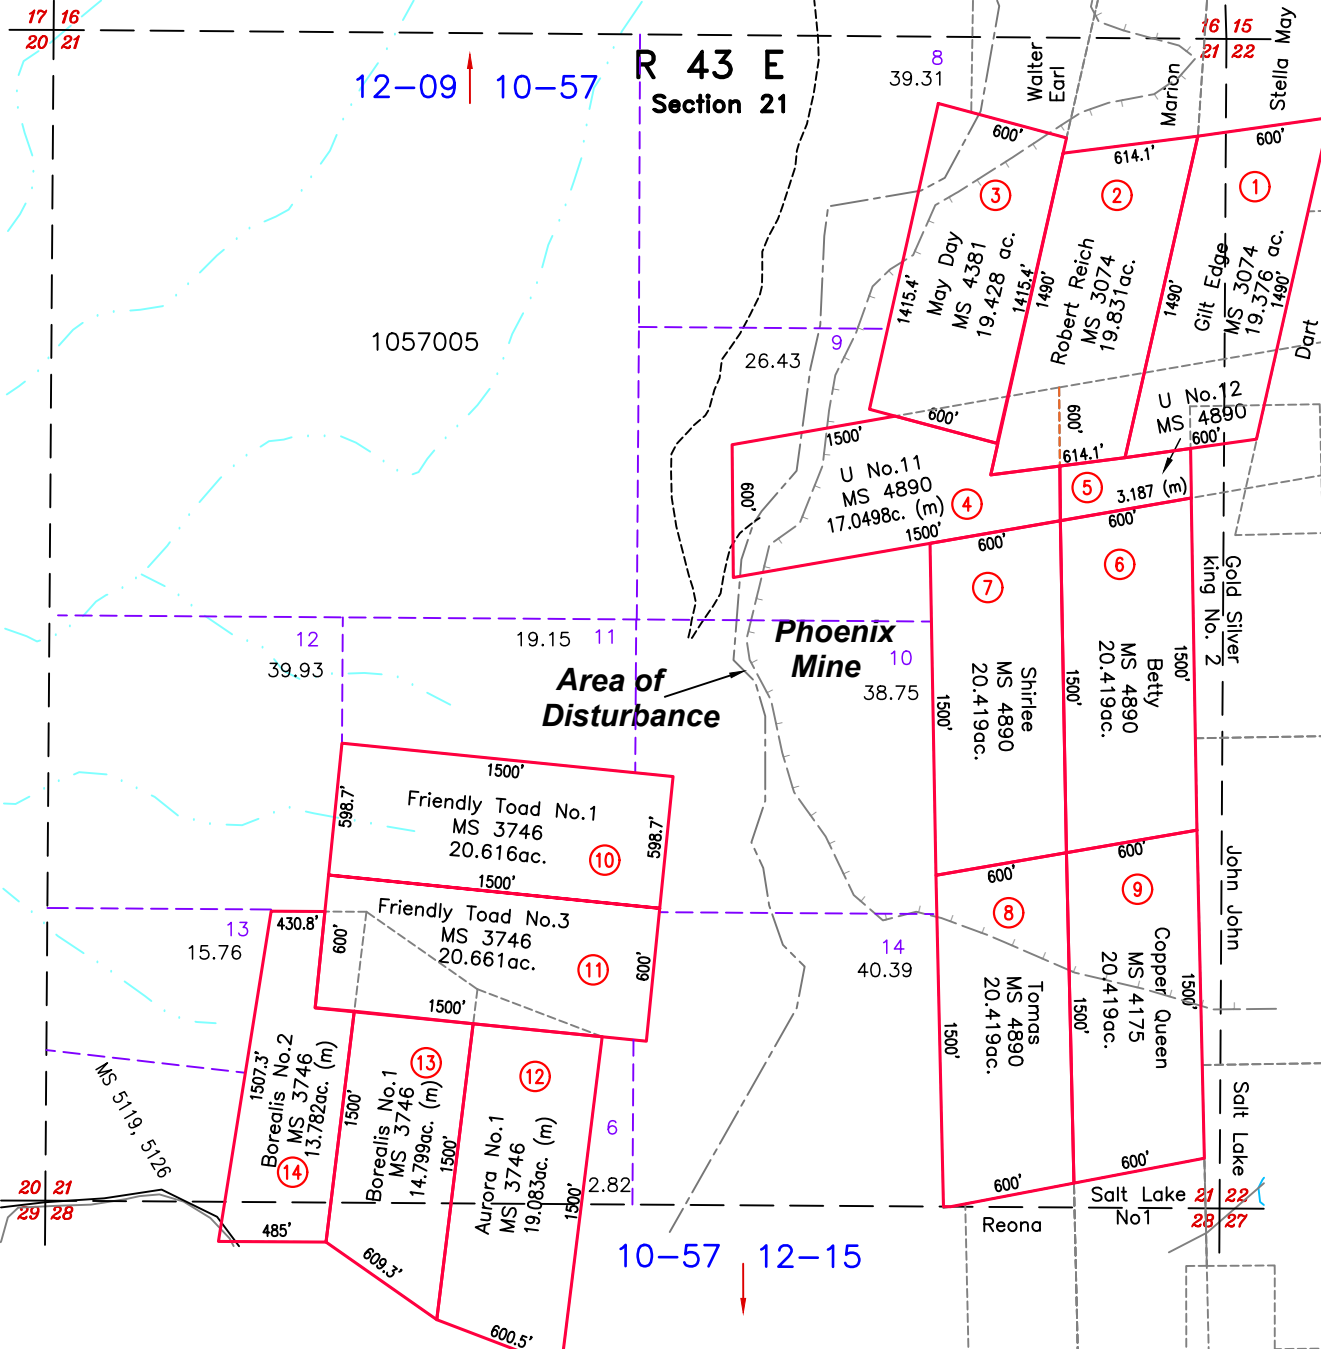 17 16
20 21
12-09
10-57
R 43 E
Section 21
8
39.31
Walter
Earl
Marion
16 15
21 22
Stella May
600'
614.1'
600'
3
2
1
May Day
MS 4381
19.428 ac.
1415.4'
1415.4'
Robert Reich
MS 3074
19.831ac.
1490'
1490'
Gilt Edge
MS 3074
19.376 ac.
1490'
Dart
1057005
9
26.43
600'
600'
614.1'
U No.12
MS 4890
600'
1500'
U No.11
MS 4890
17.0498c. (m)
4
600'
1500'
5
3.187 (m)
600'
600'
7
6
Gold Silver
king No. 2
12
39.93
19.15
11
Phoenix
Mine
10
38.75
Area of
Disturbance
Shirlee
MS 4890
20.419ac.
1500'
1500'
Betty
MS 4890
20.419ac.
1500'
1500'
Friendly Toad No.1
MS 3746
20.616ac.
10
598.7'
598.7'
1500'
Friendly Toad No.3
MS 3746
20.661ac.
11
600'
600'
1500'
430.8'
13
15.76
14
40.39
600'
600'
8
9
Tomas
MS 4890
20.419ac.
1500'
1500'
Copper Queen
MS 4175
20.419ac.
1500'
John John
MS 5119, 5126
1507.3'
Borealis No.2
MS 3746
13.782ac. (m)
14
1500'
Borealis No.1
MS 3746
14.799ac. (m)
13
1500'
Aurora No.1
MS 3746
19.083ac. (m)
12
1500'
6
2.82
Salt Lake
600'
600'
20 21
29 28
485'
609.3'
600.5'
Reona
Salt Lake
No1
21 22
28 27
10-57
12-15